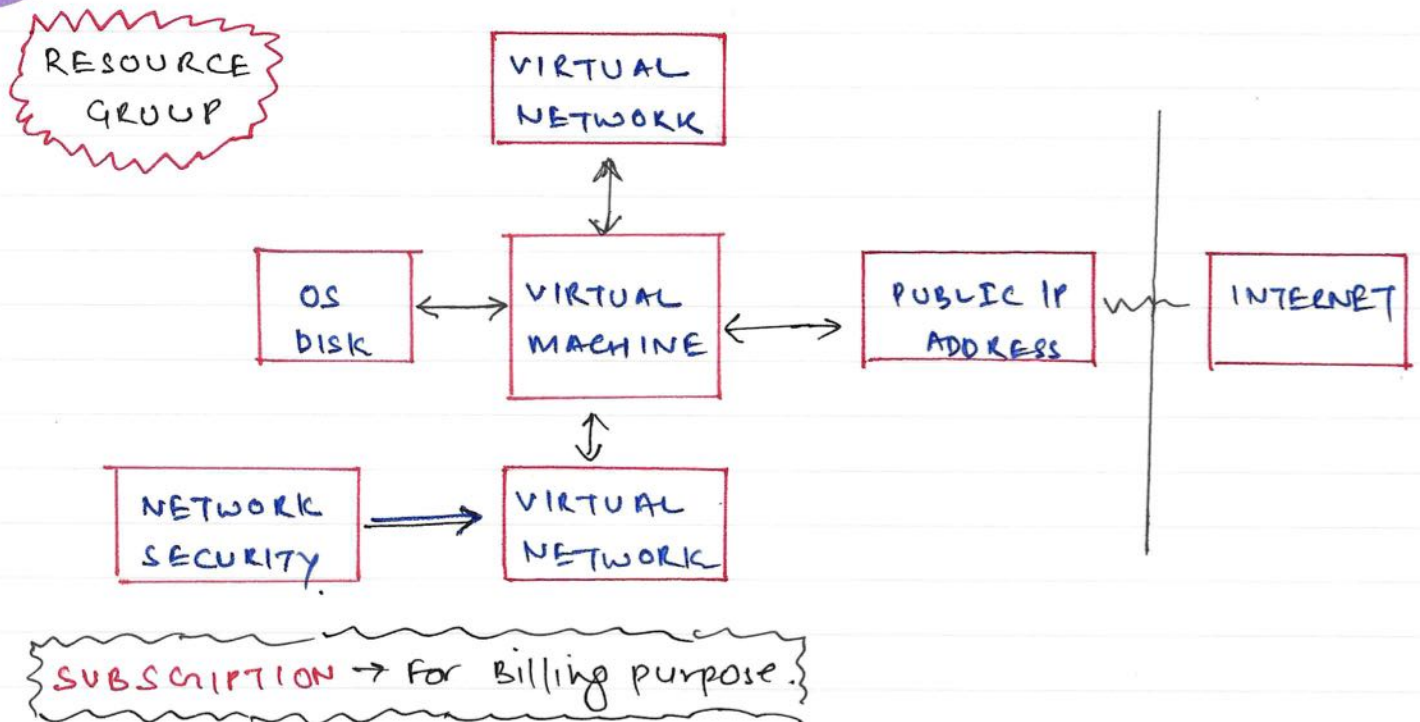 RESOURCE
GROUP
VIRTUAL
NETWORK
OS
DISK
VIRTUAL
MACHINE
PUBLIC IP
ADDRESS
INTERNET
NETWORK
SECURITY
VIRTUAL
NETWORK
SUBSCRIPTION → For Billing purpose.